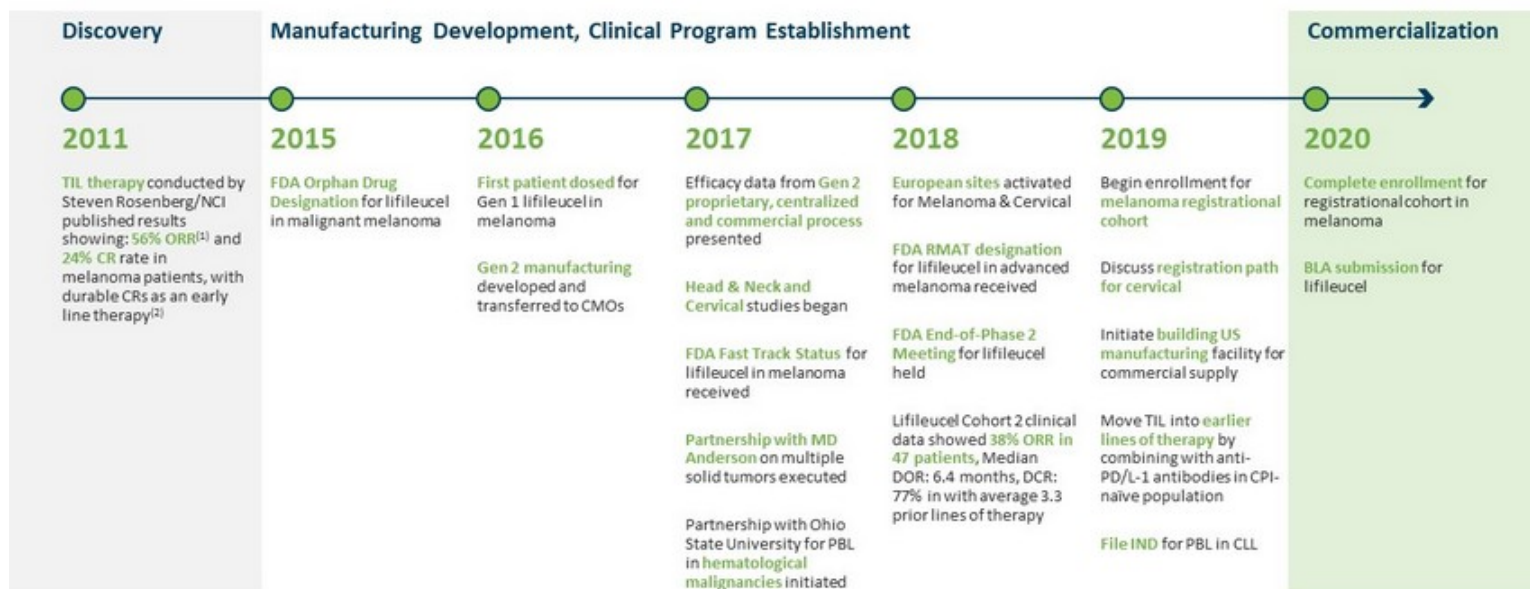 Discovery
Manufacturing Development, Clinical Program Establishment
Commercialization
2011
TIL therapy conducted by
Steven Rosenberg/NCI
published results
showing: 56% ORR(1) and
24% CR rate in
melanoma patients, with
durable CRs as an early
line therapy(2)
2015
FDA Orphan Drug
Designation for lifileucel
in malignant melanoma
2016
First patient dosed for
Gen 1 lifileucel in
melanoma
Gen 2 manufacturing
developed and
transferred to CMOs
2017
Efficacy data from Gen 2
proprietary, centralized
and commercial process
presented
Head & Neck and
Cervical studies began
FDA Fast Track Status for
lifileucel in melanoma
received
Partnership with MD
Anderson on multiple
solid tumors executed
Partnership with Ohio
State University for PBL
in hematological
malignancies initiated
2018
European sites activated
for Melanoma & Cervical
FDA RMAT designation
for lifileucel in advanced
melanoma received
FDA End-of-Phase 2
Meeting for lifileucel
held
Lifileucel Cohort 2 clinical
data showed 38% ORR in
47 patients, Median
DOR: 6.4 months, DCR:
77% in with average 3.3
prior lines of therapy
2019
Begin enrollment for
melanoma registrational
cohort
Discuss registration path
for cervical
Initiate building US
manufacturing facility for
commercial supply
Move TIL into earlier
lines of therapy by
combining with anti-
PD/L-1 antibodies in CPI-
naïve population
File IND for PBL in CLL
2020
Complete enrollment for
registrational cohort in
melanoma
BLA submission for
lifileucel